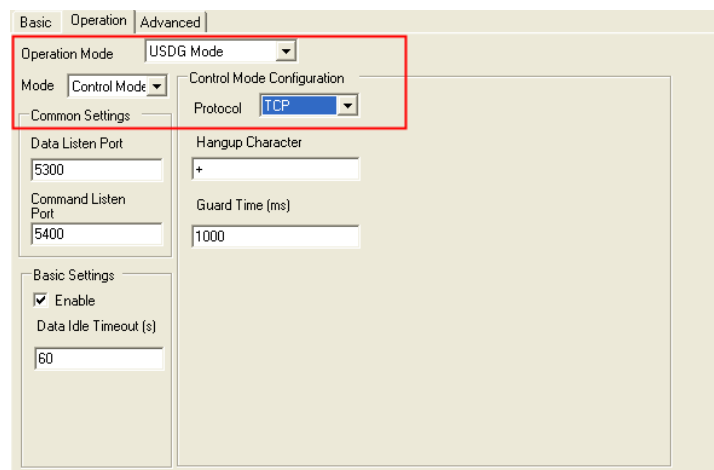 Basic Operation Advanced
Operation Mode USDG Mode
Mode Control Mode
Control Mode Configuration
Protocol TCP
Common Settings
Data Listen Port
5300
Command Listen
Port
5400
Hangup Character
+
Guard Time (ms)
1000
Basic Settings
Enable
Data Idle Timeout (s)
60